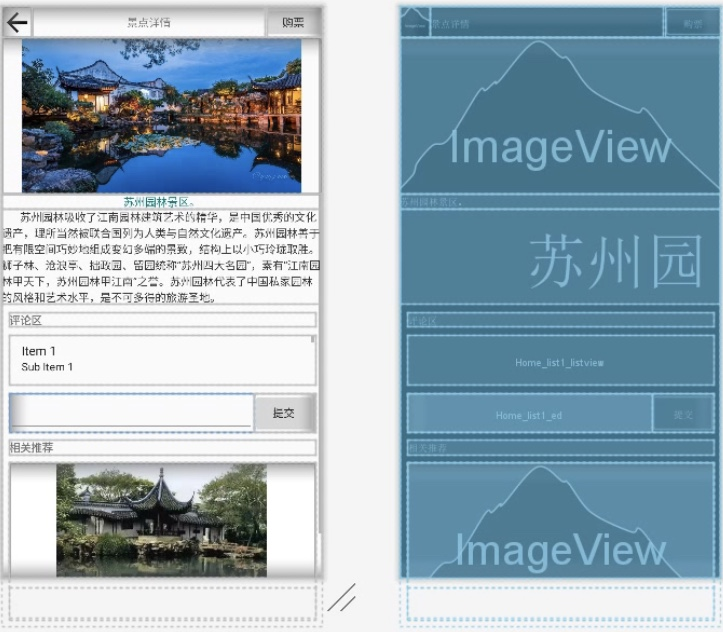 景点详情
购票
苏州园林景区。
苏州园林吸收了江南园林建筑艺术的精华，是中国优秀的文化
遗产，理所当然被联合国列为人类与自然文化遗产。苏州园林善于
把有限空间巧妙地组成变幻多端的景致，结构上以小巧玲珑取胜。
狮子林、沧浪亭、拙政园、留园统称"苏州四大名园"，素有"江南园
林甲天下，苏州园林甲江南"之誉。苏州园林代表了中国私家园林
的风格和艺术水平，是不可多得的旅游圣地。
评论区
Item 1
Sub Item 1
提交
相关推荐
景点详情
购票
ImageView
苏州园林景区。
苏州园
评论区
Home_list1_listview
Home_list1_ed
提交
相关推荐
ImageView